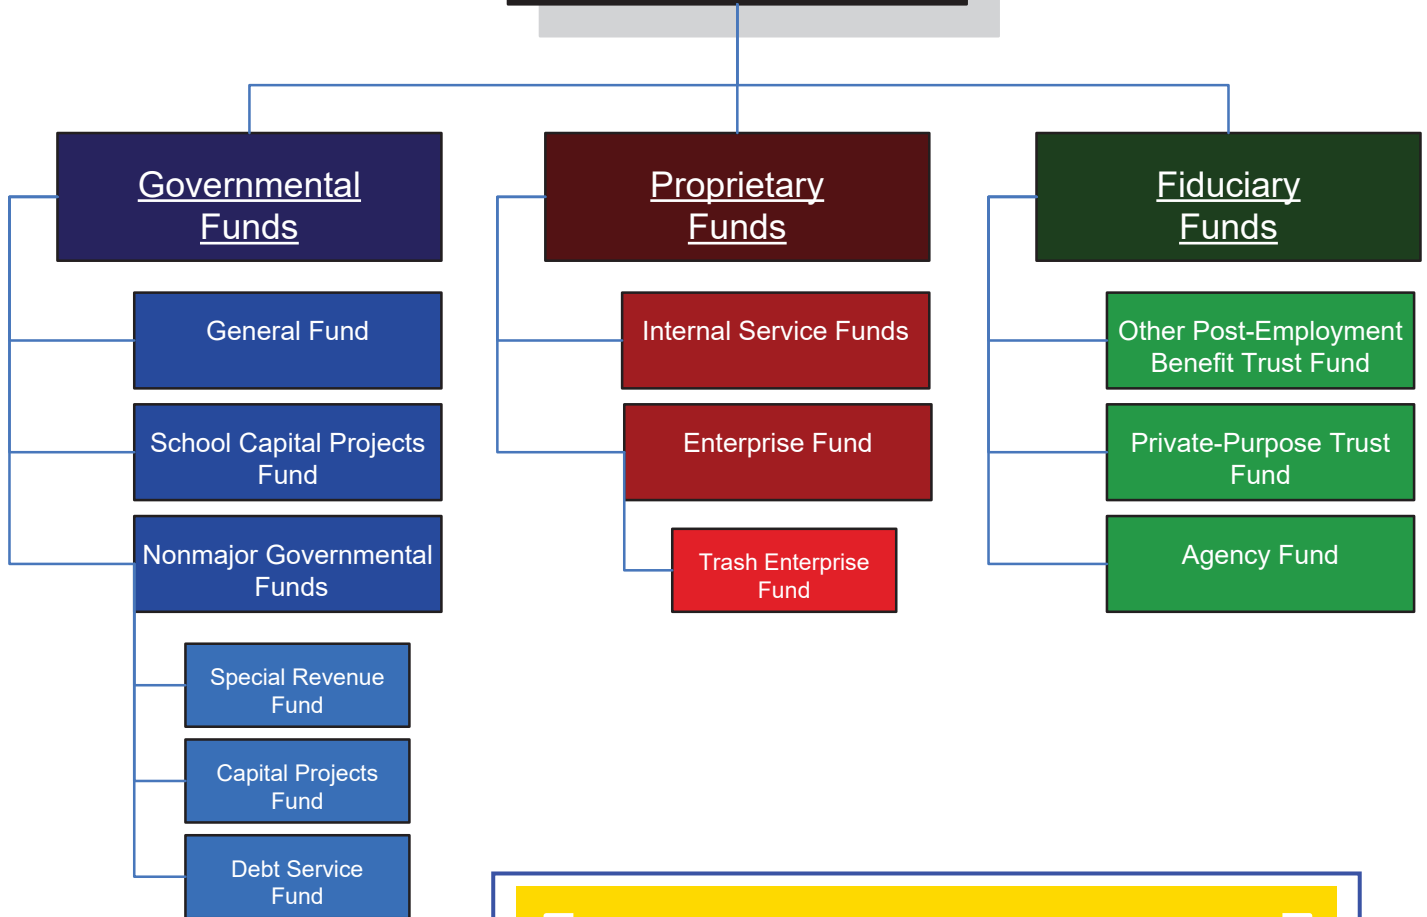 Governmental
Funds
General Fund
School Capital Projects
Fund
Nonmajor Governmental
Funds
Special Revenue
Fund
Capital Projects
Fund
Debt Service
Fund
Proprietary
Funds
Internal Service Funds
Enterprise Fund
Trash Enterprise
Fund
Fiduciary
Funds
Other Post-Employment
Benefit Trust Fund
Private-Purpose Trust
Fund
Agency Fund